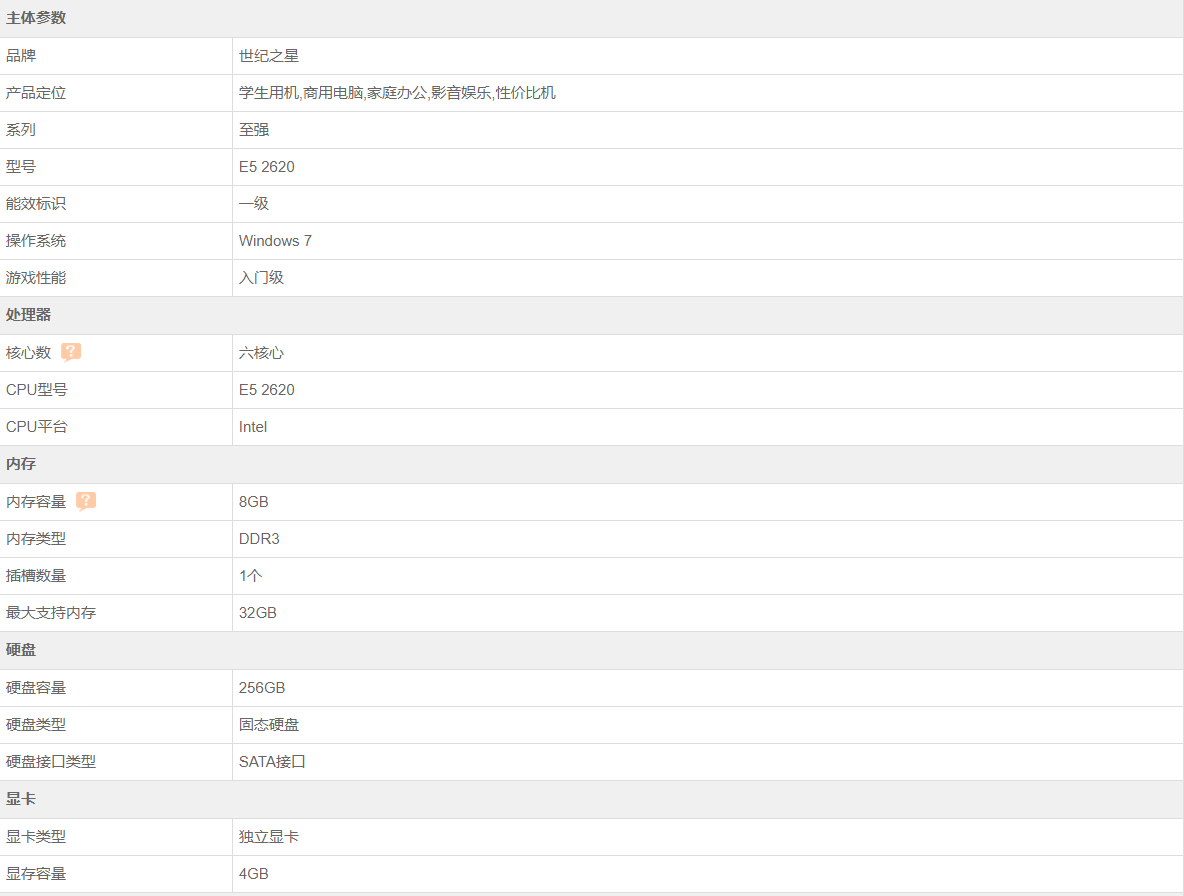 主体参数
品牌 世纪之星
产品定位 学生用机,商用电脑,家庭办公,影音娱乐,性价比机
系列 至强
型号 E5 2620
能效标识 一级
操作系统 Windows 7
游戏性能 入门级
处理器
核心数 ? 六核心
CPU型号 E5 2620
CPU平台 Intel
内存
内存容量 ? 8GB
内存类型 DDR3
插槽数量 1个
最大支持内存 32GB
硬盘
硬盘容量 256GB
硬盘类型 固态硬盘
硬盘接口类型 SATA接口
显卡
显卡类型 独立显卡
显存容量 4GB